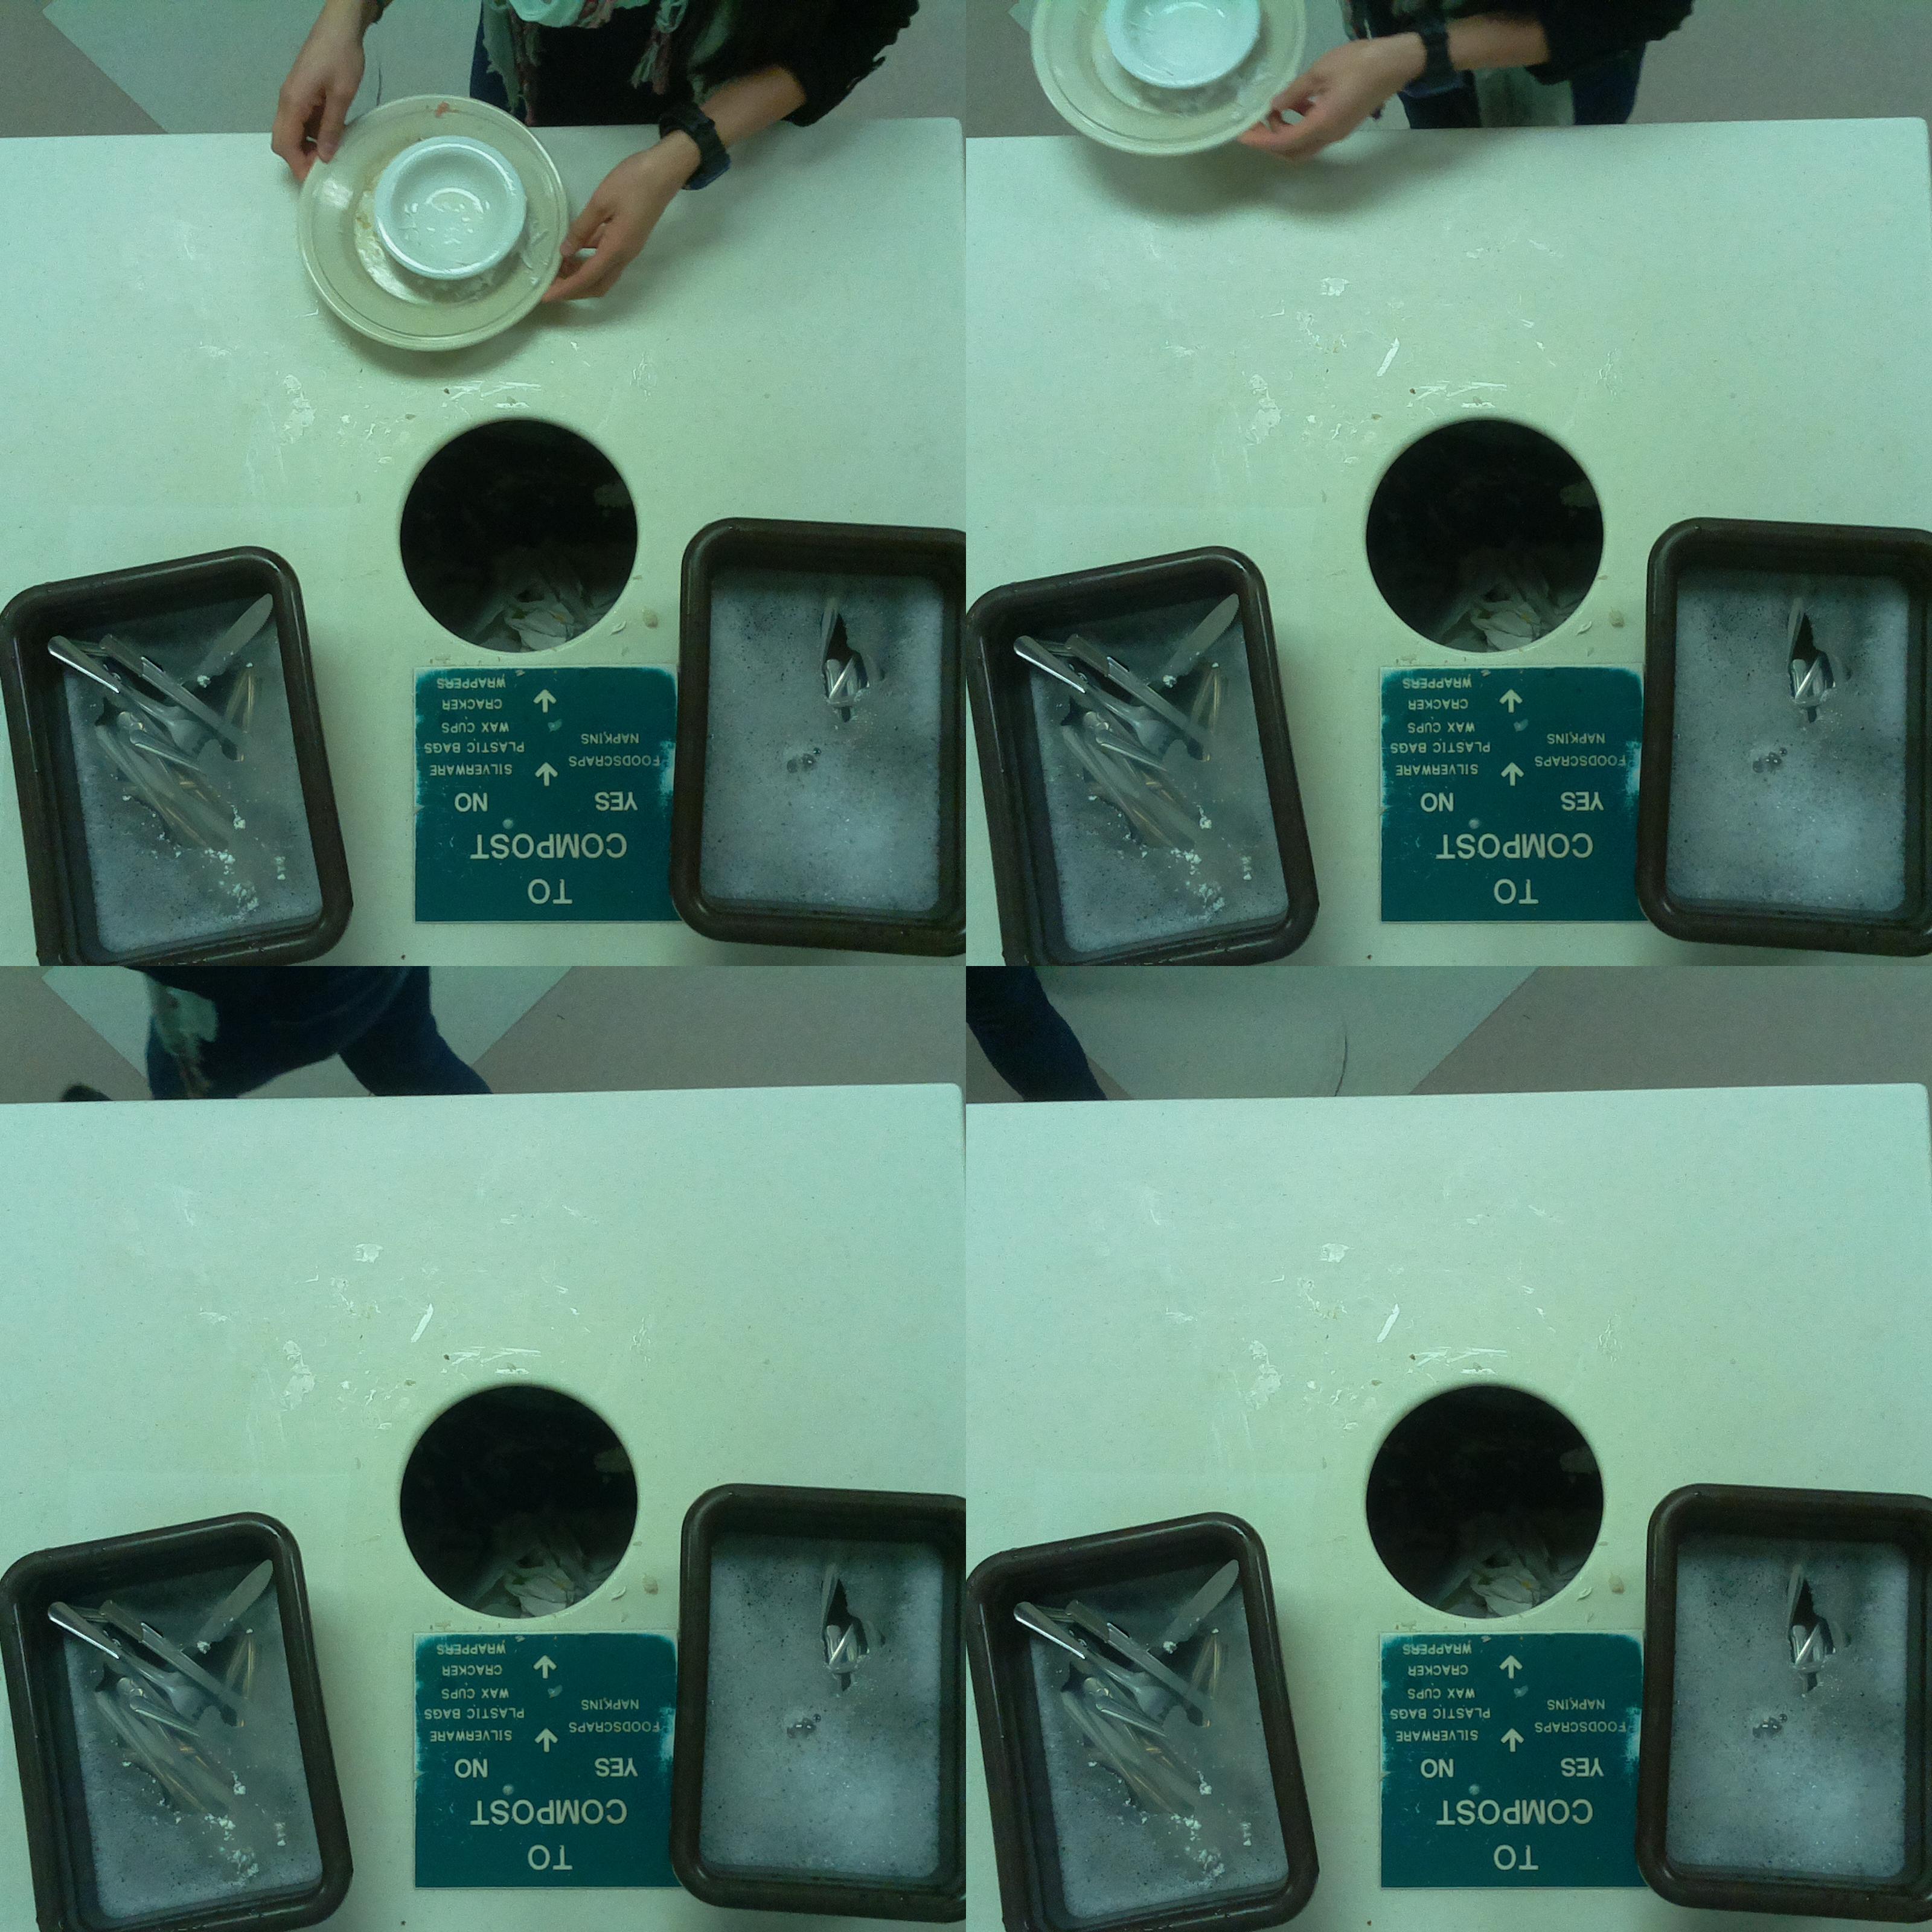 TO
COMPOST
YES NO
FOODSCRAPS SILVERWARE
NAPKINS PLASTIC BAGS
WAX CUPS
CRACKER
WRAPPERS
TO
COMPOST
YES NO
FOODSCRAPS SILVERWARE
NAPKINS PLASTIC BAGS
WAX CUPS
CRACKER
WRAPPERS
TO
COMPOST
YES NO
FOODSCRAPS SILVERWARE
NAPKINS PLASTIC BAGS
WAX CUPS
CRACKER
WRAPPERS
TO
COMPOST
YES NO
FOODSCRAPS SILVERWARE
NAPKINS PLASTIC BAGS
WAX CUPS
CRACKER
WRAPPERS